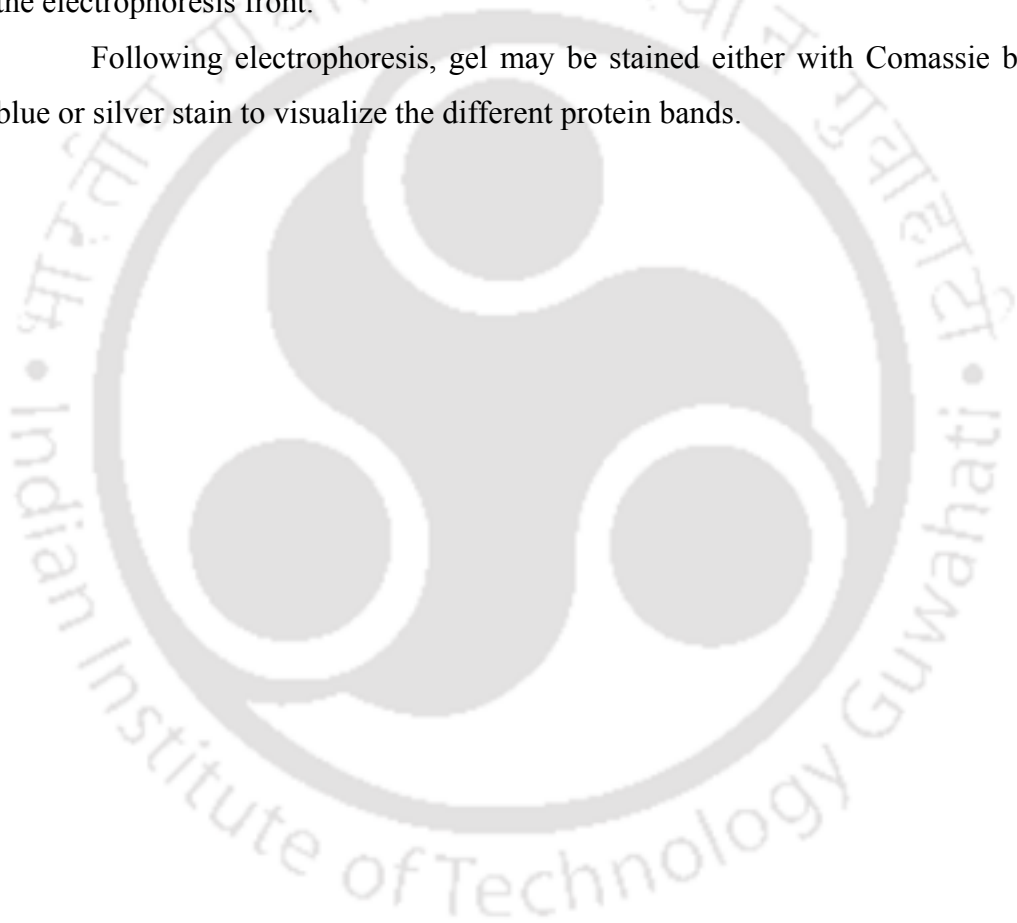 the electrophoresis front.
Following electrophoresis, gel may be stained either with Comassie b
blue or silver stain to visualize the different protein bands.
भारतीय
• Indian Institute of Technology Guwahati •